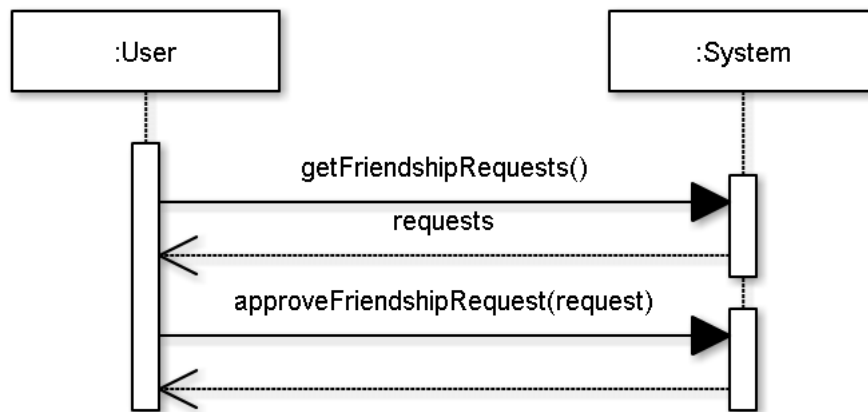 :User
:System
getFriendshipRequests()
requests
approveFriendshipRequest(request)